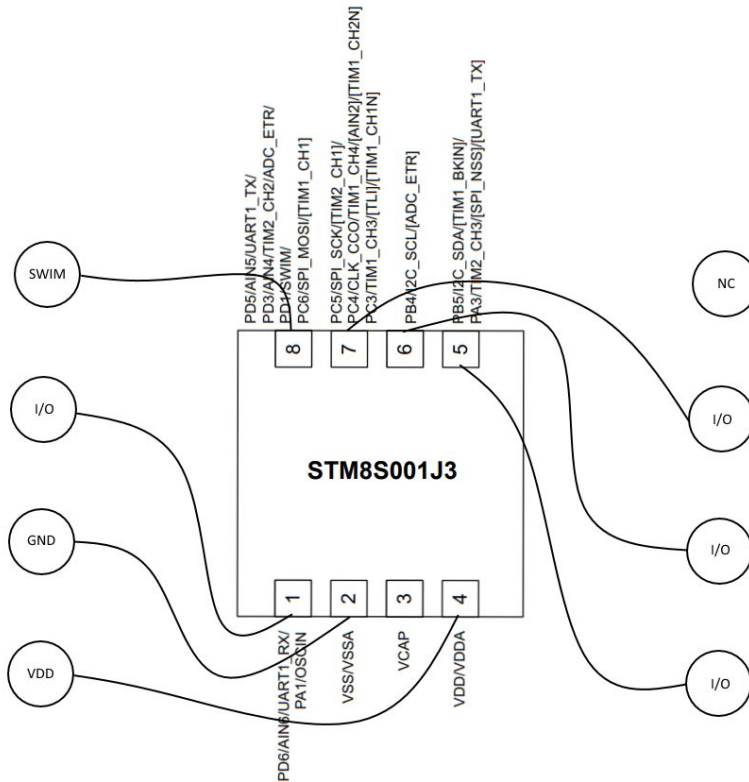 PD5/AIN5/UART1_TX/
PD3/AIN4/TIM2_CH2/ADC_ETR/
PD1/SWIM/
PC6/SPI_MOSI/[TIM1_CH1]
PC5/SPI_SCK/[TIM2_CH1]/
PC4/CLK_CCO/TIM1_CH4/[AIN2]/[TIM1_CH2N]
PC3/TIM1_CH3/[TLI]/[TIM1_CH1N]
PB4/I2C_SCL/[ADC_ETR]
PB5/I2C_SDA/[TIM1_BKIN]/
PA3/TIM2_CH3/[SPI_NSS]/[UART1_TX]
SWIM
NC
8
7
6
5
I/O
I/O
STM8S001J3
GND
I/O
1
2
3
4
VDD
I/O
PD6/AIN6/UART1_RX/
PA1/OSCIN
VSS/VSSA
VCAP
VDD/VDDA